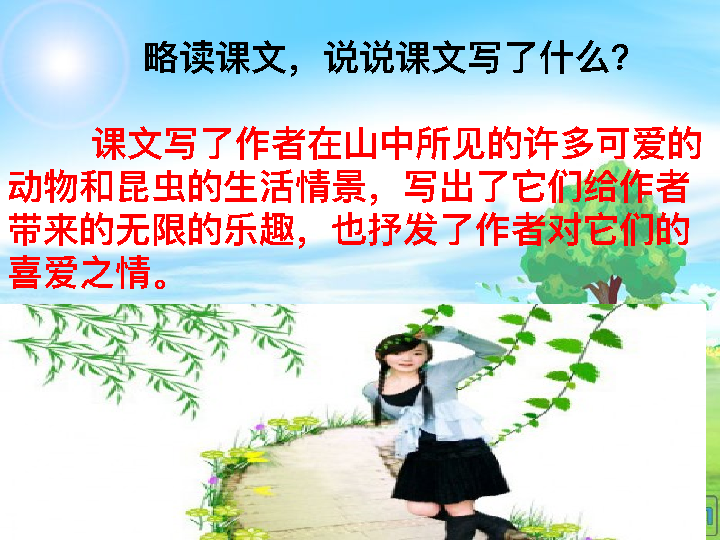 略读课文，说说课文写了什么？
课文写了作者在山中所见的许多可爱的
动物和昆虫的生活情景，写出了它们给作者
带来的无限的乐趣，也抒发了作者对它们的
喜爱之情。